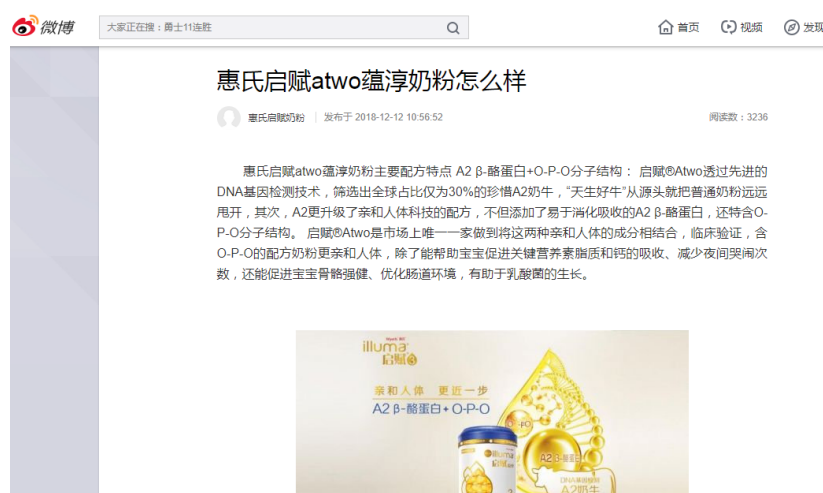 微博
大家正在搜：勇士11连胜
首页
视频
发现
惠氏启赋atwo蕴淳奶粉怎么样
惠氏启赋奶粉
发布于 2018-12-12 10:56:52
阅读数：3236
惠氏启赋atwo蕴淳奶粉主要配方特点 A2 β-酪蛋白+O-P-O分子结构： 启赋®Atwo透过先进的
DNA基因检测技术，筛选出全球占比仅为30%的珍惜A2奶牛，“天生好牛”从源头就把普通奶粉远远
甩开，其次，A2更升级了亲和人体科技的配方，不但添加了易于消化吸收的A2 β-酪蛋白，还特含O-
P-O分子结构。 启赋®Atwo是市场上唯一一家做到将这两种亲和人体的成分相结合，临床验证，含
O-P-O的配方奶粉更亲和人体，除了能帮助宝宝促进关键营养素脂质和钙的吸收、减少夜间哭闹次
数，还能促进宝宝骨骼强健、优化肠道环境，有助于乳酸菌的生长。
illuma
启赋3
亲和人体 更近一步
A2 β-酪蛋白+O-P-O
illuma
启赋
A2 β-酪蛋白
A2奶牛